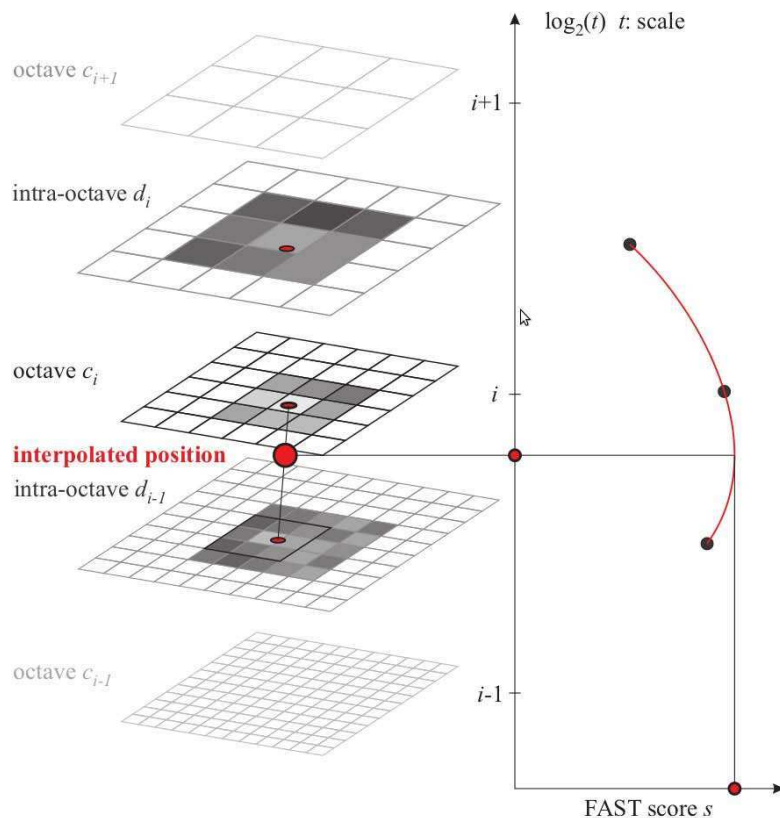 log₂(t) t: scale
octave cᵢ₊₁
i+1
intra-octave dᵢ
octave cᵢ
i
interpolated position
intra-octave dᵢ₋₁
octave cᵢ₋₁
i-1
FAST score s